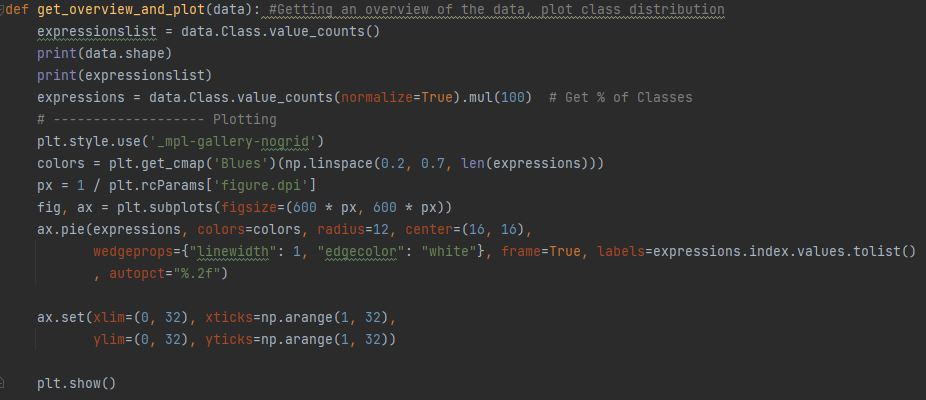 def get_overview_and_plot(data): #Getting an overview of the data, plot class distribution
    expressionslist = data.Class.value_counts()
    print(data.shape)
    print(expressionslist)
    expressions = data.Class.value_counts(normalize=True).mul(100)  # Get % of Classes
    # ------------------- Plotting
    plt.style.use('_mpl-gallery-nogrid')
    colors = plt.get_cmap('Blues')(np.linspace(0.2, 0.7, len(expressions)))
    px = 1 / plt.rcParams['figure.dpi']
    fig, ax = plt.subplots(figsize=(600 * px, 600 * px))
    ax.pie(expressions, colors=colors, radius=12, center=(16, 16),
           wedgeprops={"linewidth": 1, "edgecolor": "white"}, frame=True, labels=expressions.index.values.tolist()
           , autopct="%.2f")
    ax.set(xlim=(0, 32), xticks=np.arange(1, 32),
           ylim=(0, 32), yticks=np.arange(1, 32))
    plt.show()